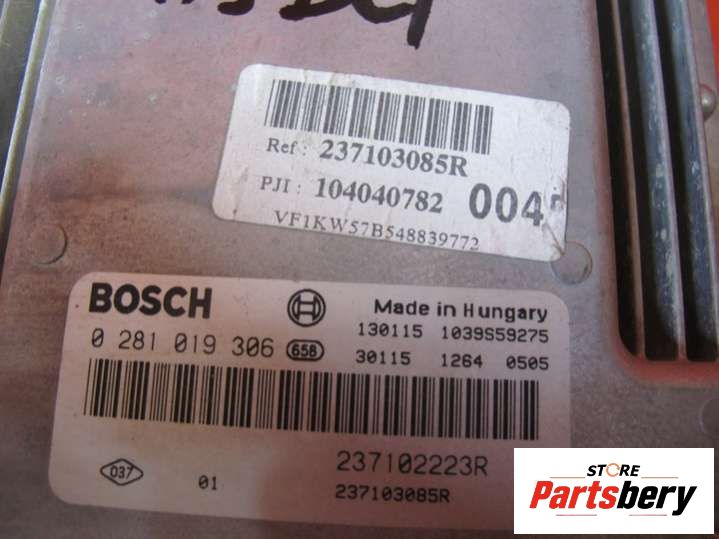 Ref: 237103085R
PJI: 104040782 004
VF1KW57B548839772
BOSCH
Made in Hungary
0 281 019 306 658
130115 1039S59275
30115 1264 0505
037
01
237102223R
237103085R
STORE
Partsbery